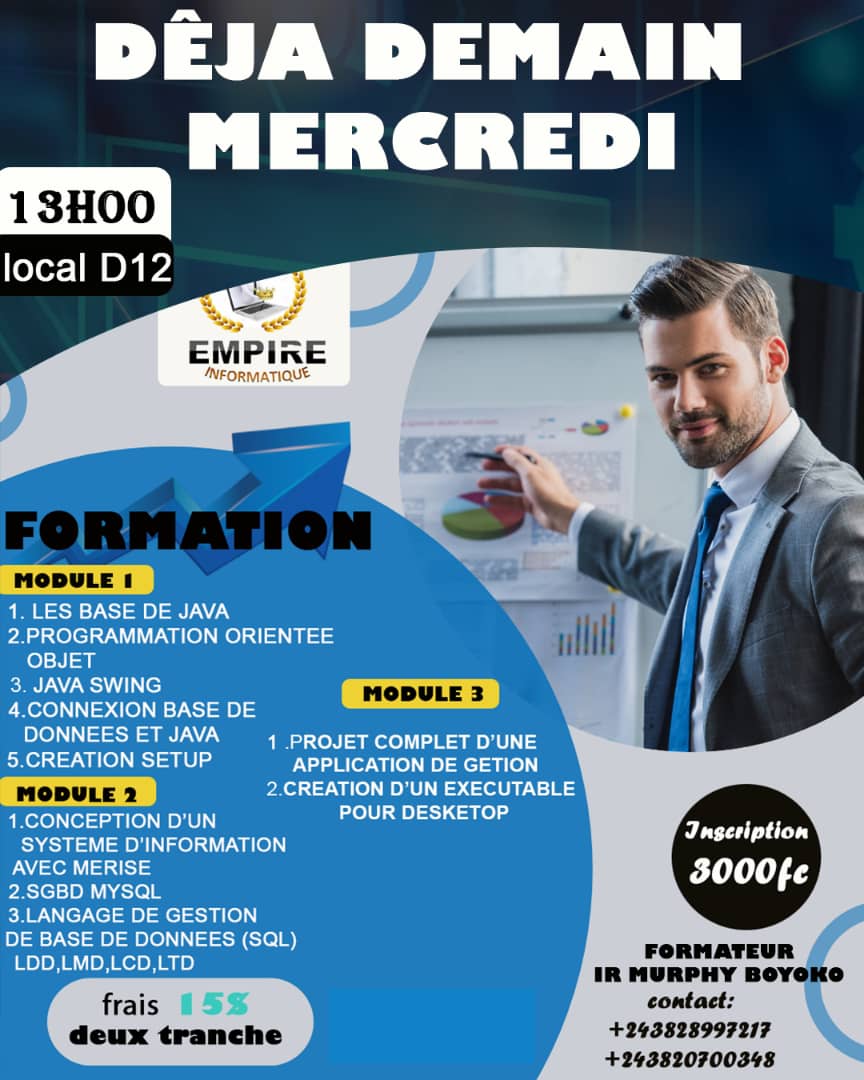 DÊJA DEMAIN
MERCREDI
13H00
local D12
EMPIRE
INFORMATIQUE
FORMATION
MODULE 1
1. LES BASE DE JAVA
2.PROGRAMMATION ORIENTEE
OBJET
3. JAVA SWING
4.CONNEXION BASE DE
DONNEES ET JAVA
5.CREATION SETUP
MODULE 2
1.CONCEPTION D'UN
SYSTEME D'INFORMATION
AVEC MERISE
2.SGBD MYSQL
3.LANGAGE DE GESTION
DE BASE DE DONNEES (SQL)
LDD,LMD,LCD,LTD
MODULE 3
1 .PROJET COMPLET D'UNE
APPLICATION DE GETION
2.CREATION D'UN EXECUTABLE
POUR DESKETOP
frais 15$
deux tranche
Inscription
3000fc
FORMATEUR
IR MURPHY BOYOKO
contact:
+243828997217
+243820700348